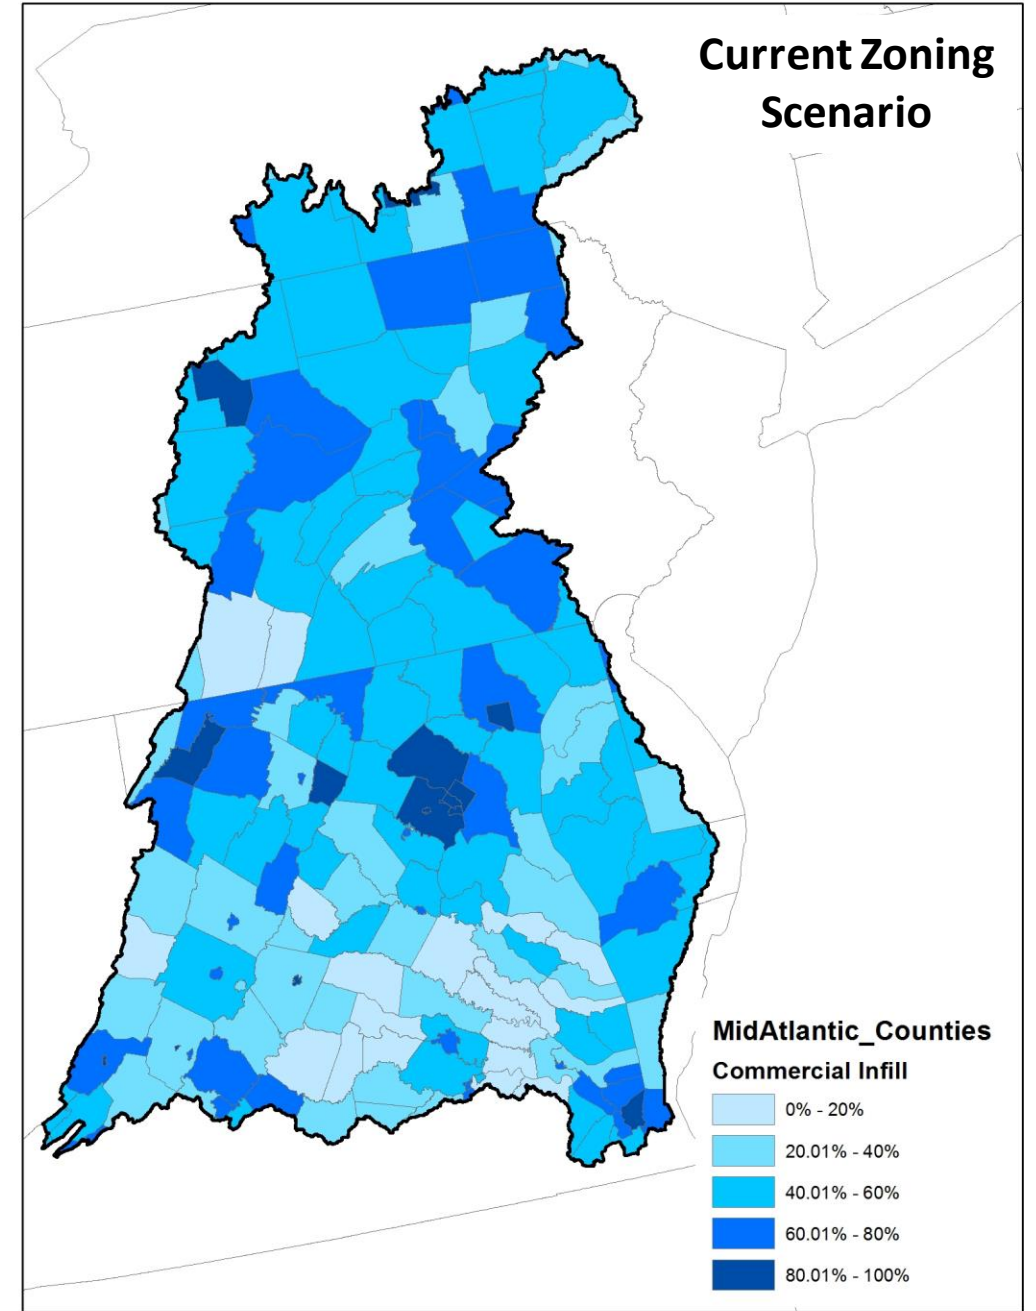 Current Zoning
Scenario
MidAtlantic_Counties
Commercial Infill
0% - 20%
20.01% - 40%
40.01% - 60%
60.01% - 80%
80.01% - 100%